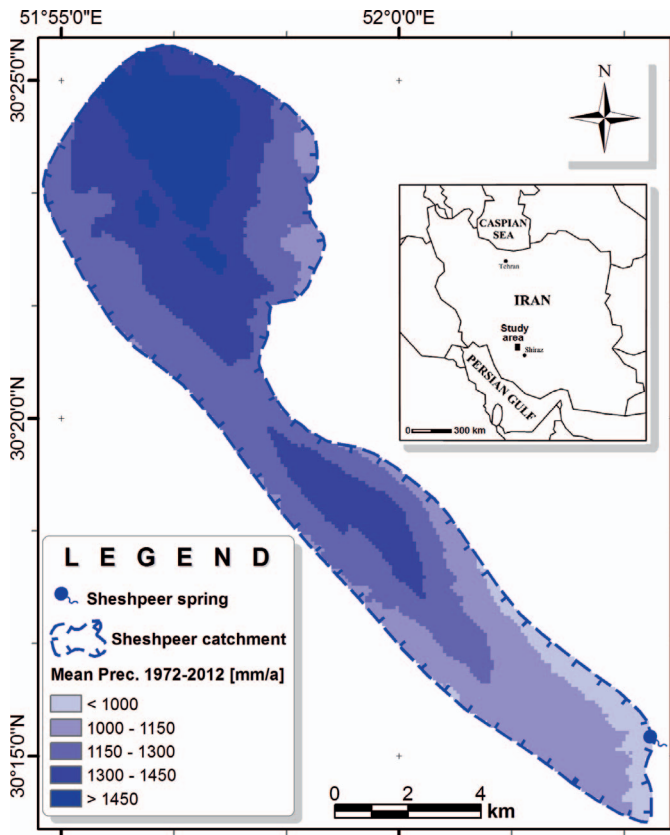 51°55'0"E
52°0'0"E
30°25'0"N
30°20'0"N
30°15'0"N
N
CASPIAN
SEA
Tehran
IRAN
Study
area
Shiraz
PERSIAN GULF
0 300 km
L E G E N D
Sheshpeer spring
Sheshpeer catchment
Mean Prec. 1972-2012 [mm/a]
< 1000
1000 - 1150
1150 - 1300
1300 - 1450
> 1450
0 2 4
km